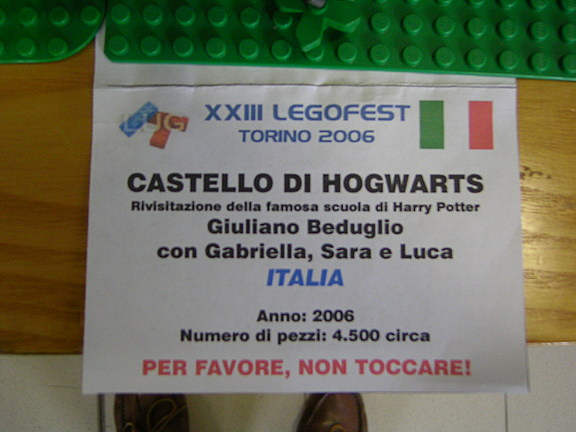 LUG
XXIII LEGOFEST
TORINO 2006
CASTELLO DI HOGWARTS
Rivisitazione della famosa scuola di Harry Potter
Giuliano Beduglio
con Gabriella, Sara e Luca
ITALIA
Anno: 2006
Numero di pezzi: 4.500 circa
PER FAVORE, NON TOCCARE!